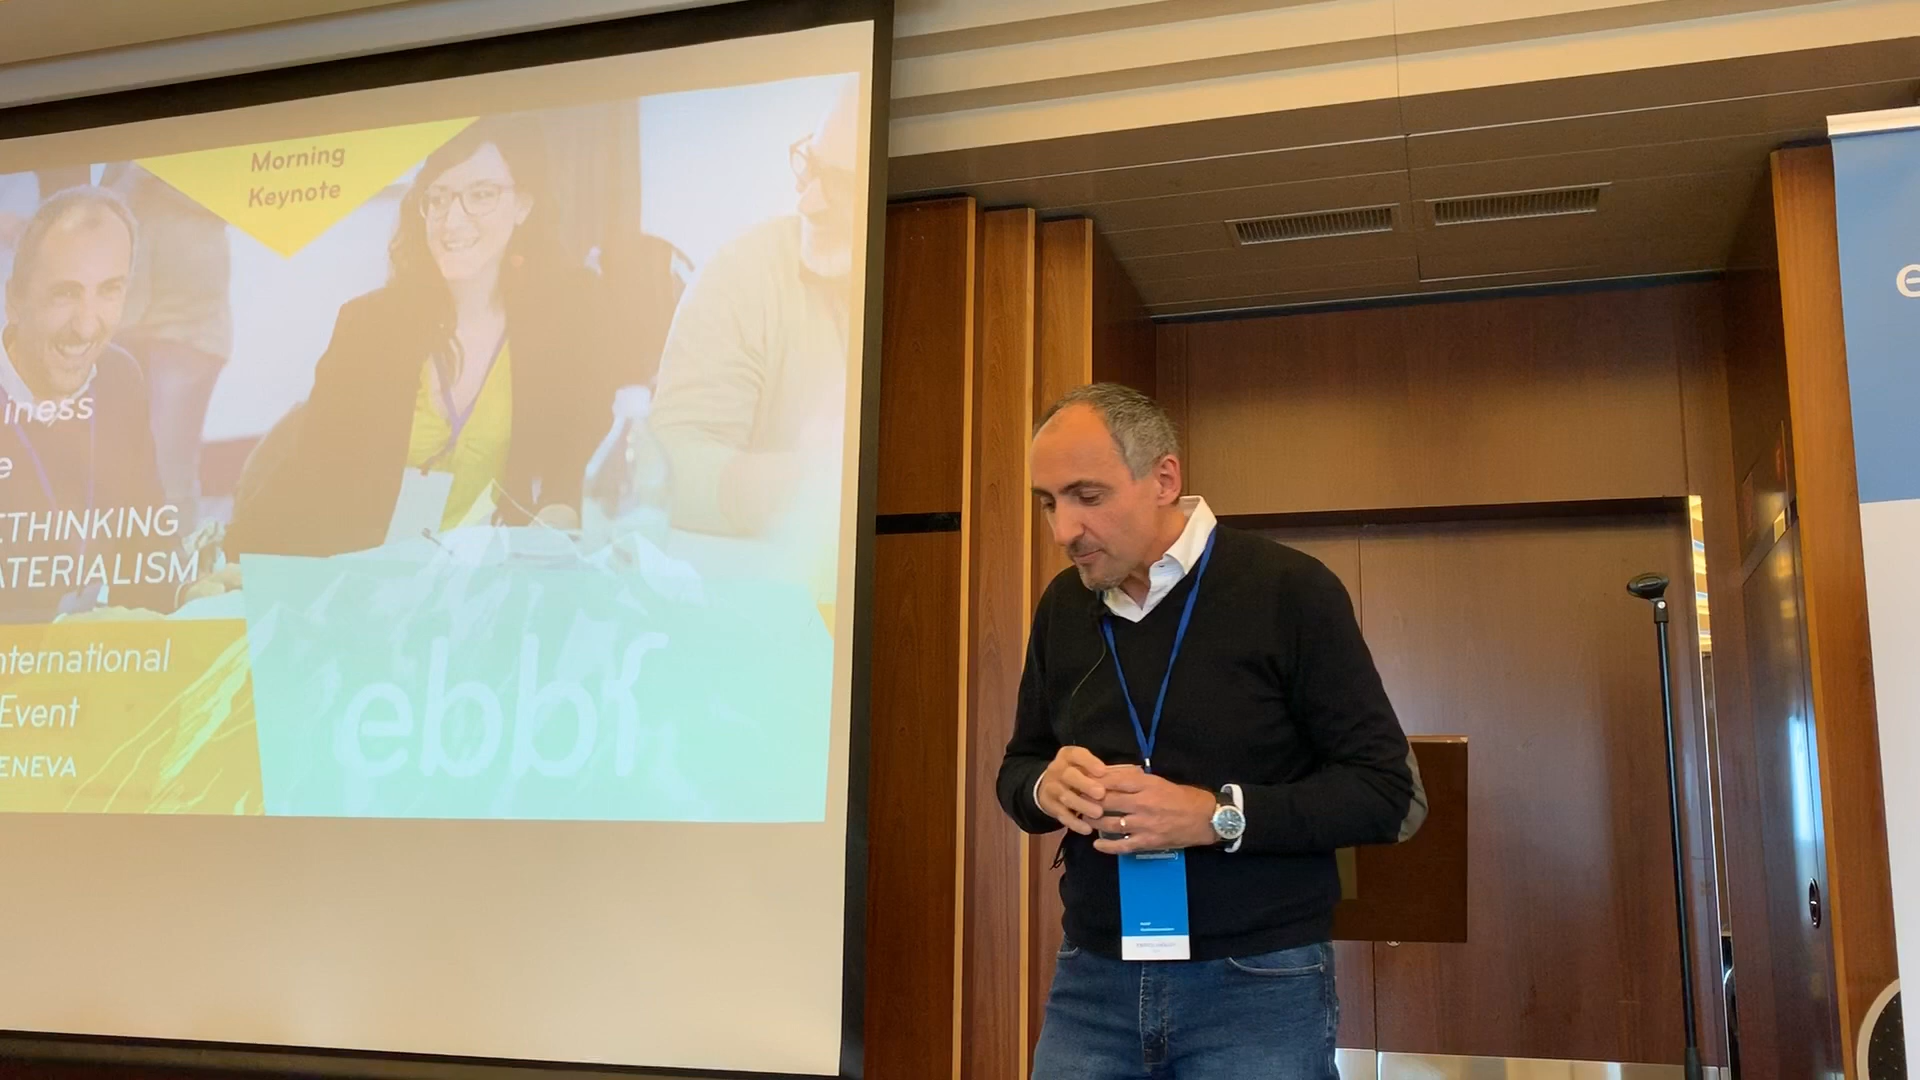 Morning
Keynote
iness
e
ETHINKING
ATERIALISM
nternational
Event
ENEVA
ebbf
e